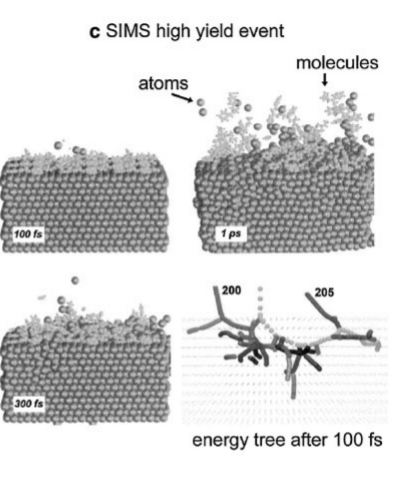 c SIMS high yield event
molecules
atoms
100 fs
1 ps
200
205
300 fs
energy tree after 100 fs